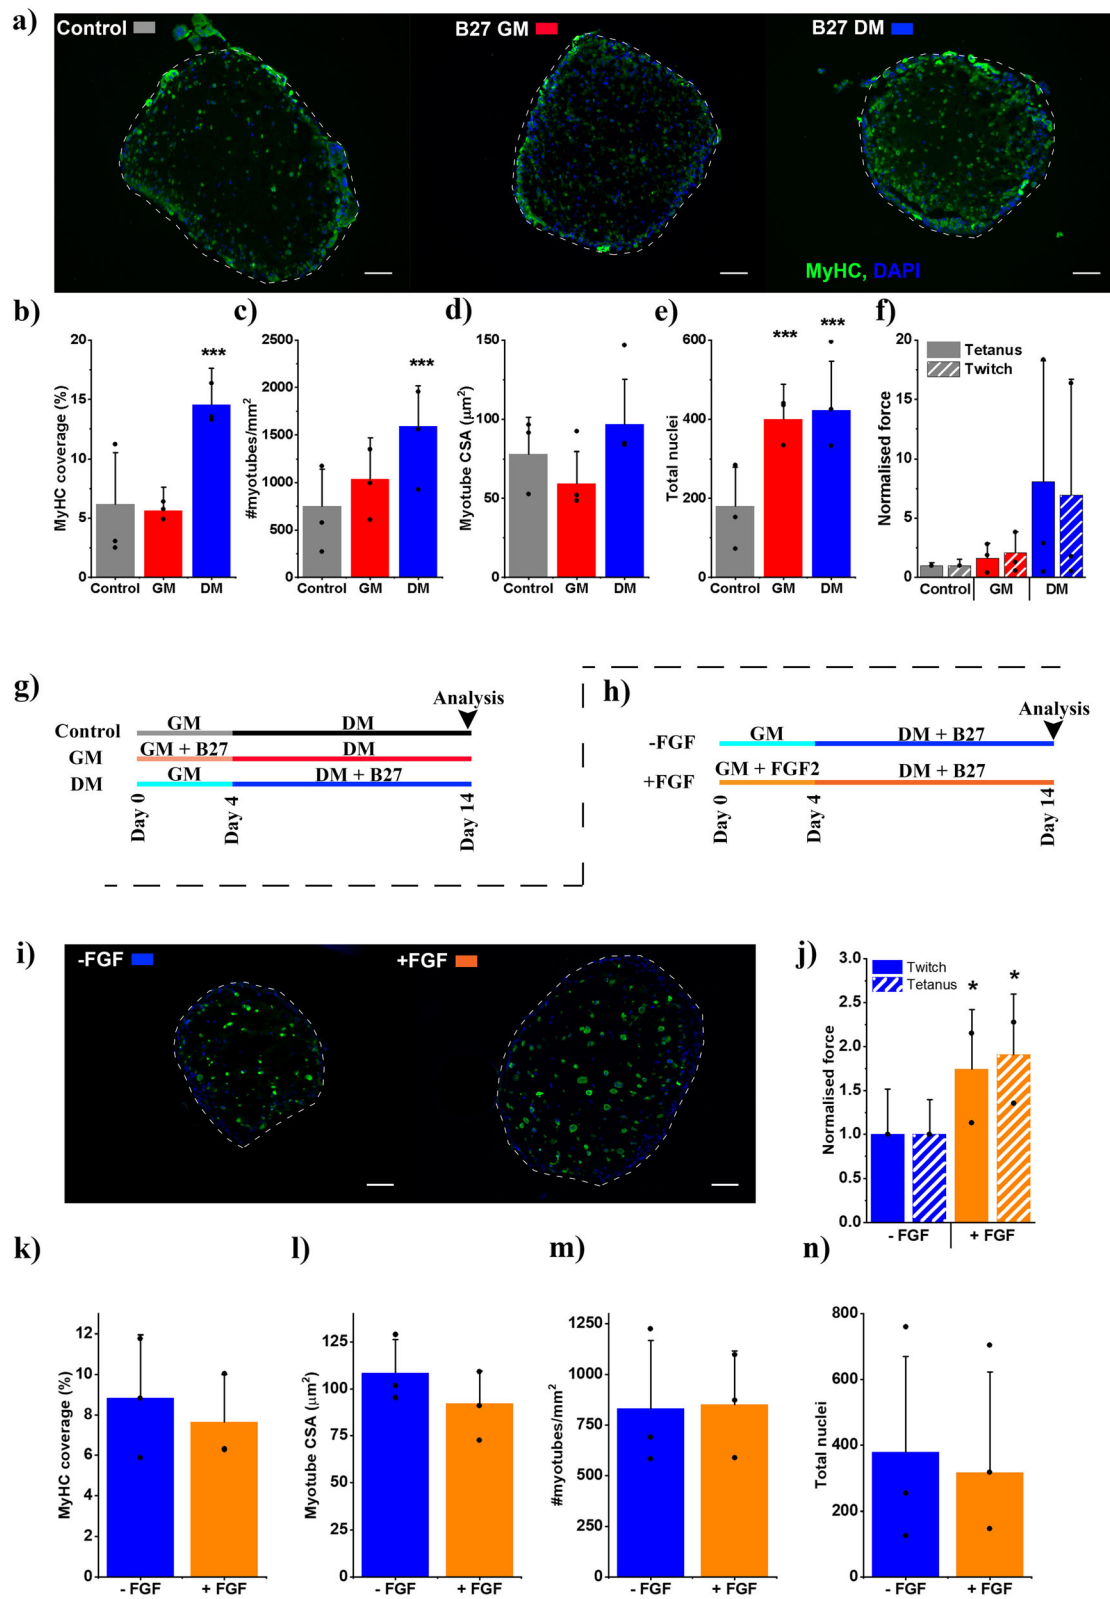 a)
Control
B27 GM
B27 DM
MyHC, DAPI
b)
c)
d)
e)
f)
MyHC coverage (%)
20
15
10
5
0
***
Control GM DM
#myotubes/mm²
2500
2000
1500
1000
750
500
250
0
***
Control GM DM
Myotube CSA (μm²)
150
100
50
0
Control GM DM
Total nuclei
600
400
200
0
***
***
Control GM DM
Normalised force
20
15
10
5
0
Tetanus
Twitch
Control GM DM
g)
Analysis
Control GM DM
GM GM + B27 DM
DM GM DM + B27
Day 0
Day 4
Day 14
h)
Analysis
-FGF GM DM + B27
+FGF GM + FGF2 DM + B27
Day 0
Day 4
Day 14
i)
-FGF
+FGF
j)
Normalised force
3.0
2.5
2.0
1.5
1.0
0.5
0.0
Twitch
Tetanus
*
*
- FGF + FGF
k)
l)
m)
n)
MyHC coverage (%)
12
10
8
6
4
2
0
- FGF + FGF
Myotube CSA (μm²)
125
100
75
50
25
0
- FGF + FGF
#myotubes/mm²
1250
1000
750
500
250
0
- FGF + FGF
Total nuclei
800
600
400
200
0
- FGF + FGF